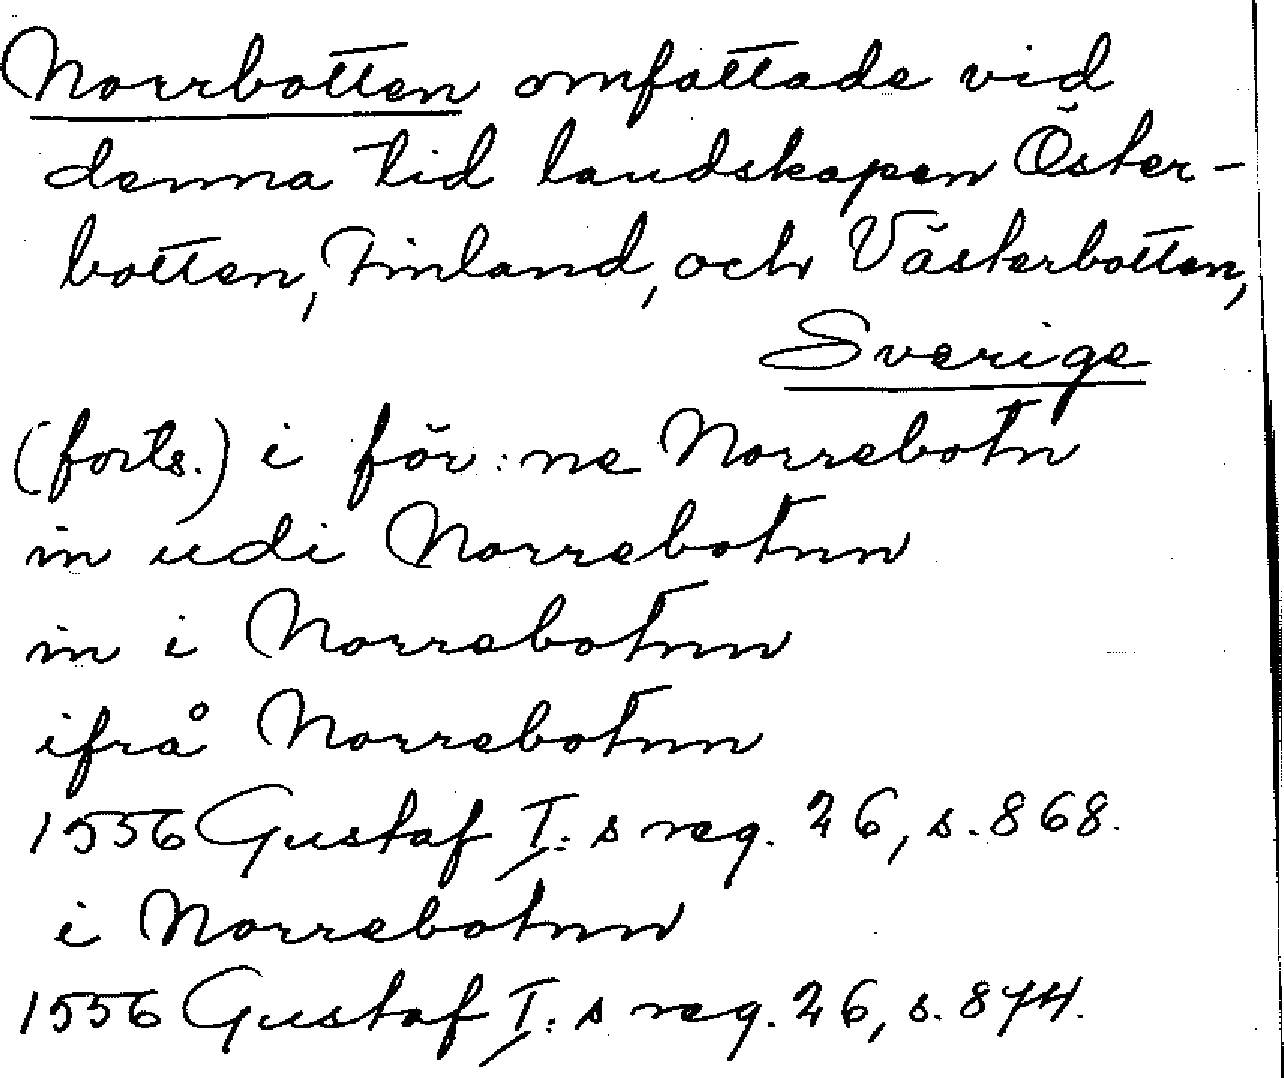 Norrbotten omfattade vid
denna tid landskapen Öster-
botten, Finland, och Västerbotten,
Sverige
(forts.) i för:ne Norrebotn
in udi Norrebotnn
in i Norrebotnn
ifrå Norrebotnn
1556 Gustaf I:s reg. 26, s. 868.
i Norrebotnn
1556 Gustaf I:s reg. 26, s. 874.